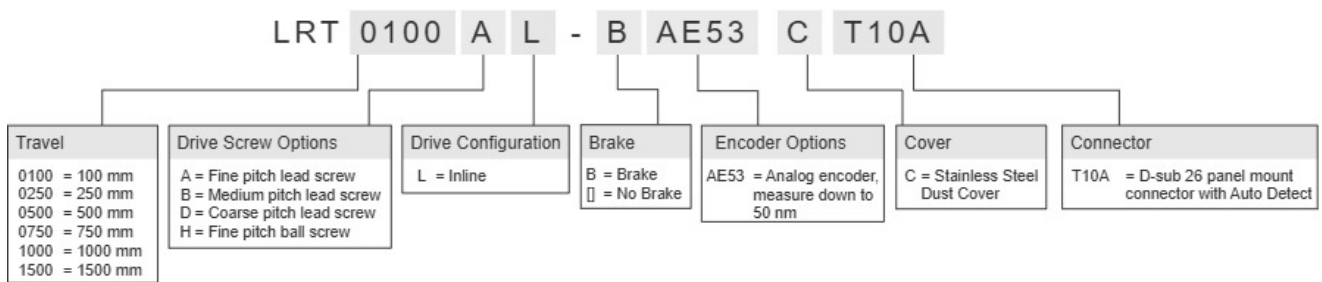 LRT 0100 A L - B AE53 C T10A
Travel
0100 = 100 mm
0250 = 250 mm
0500 = 500 mm
0750 = 750 mm
1000 = 1000 mm
1500 = 1500 mm
Drive Screw Options
A = Fine pitch lead screw
B = Medium pitch lead screw
D = Coarse pitch lead screw
H = Fine pitch ball screw
Drive Configuration
L = Inline
Brake
B = Brake
[] = No Brake
Encoder Options
AE53 = Analog encoder,
measure down to
50 nm
Cover
C = Stainless Steel
Dust Cover
Connector
T10A = D-sub 26 panel mount
connector with Auto Detect